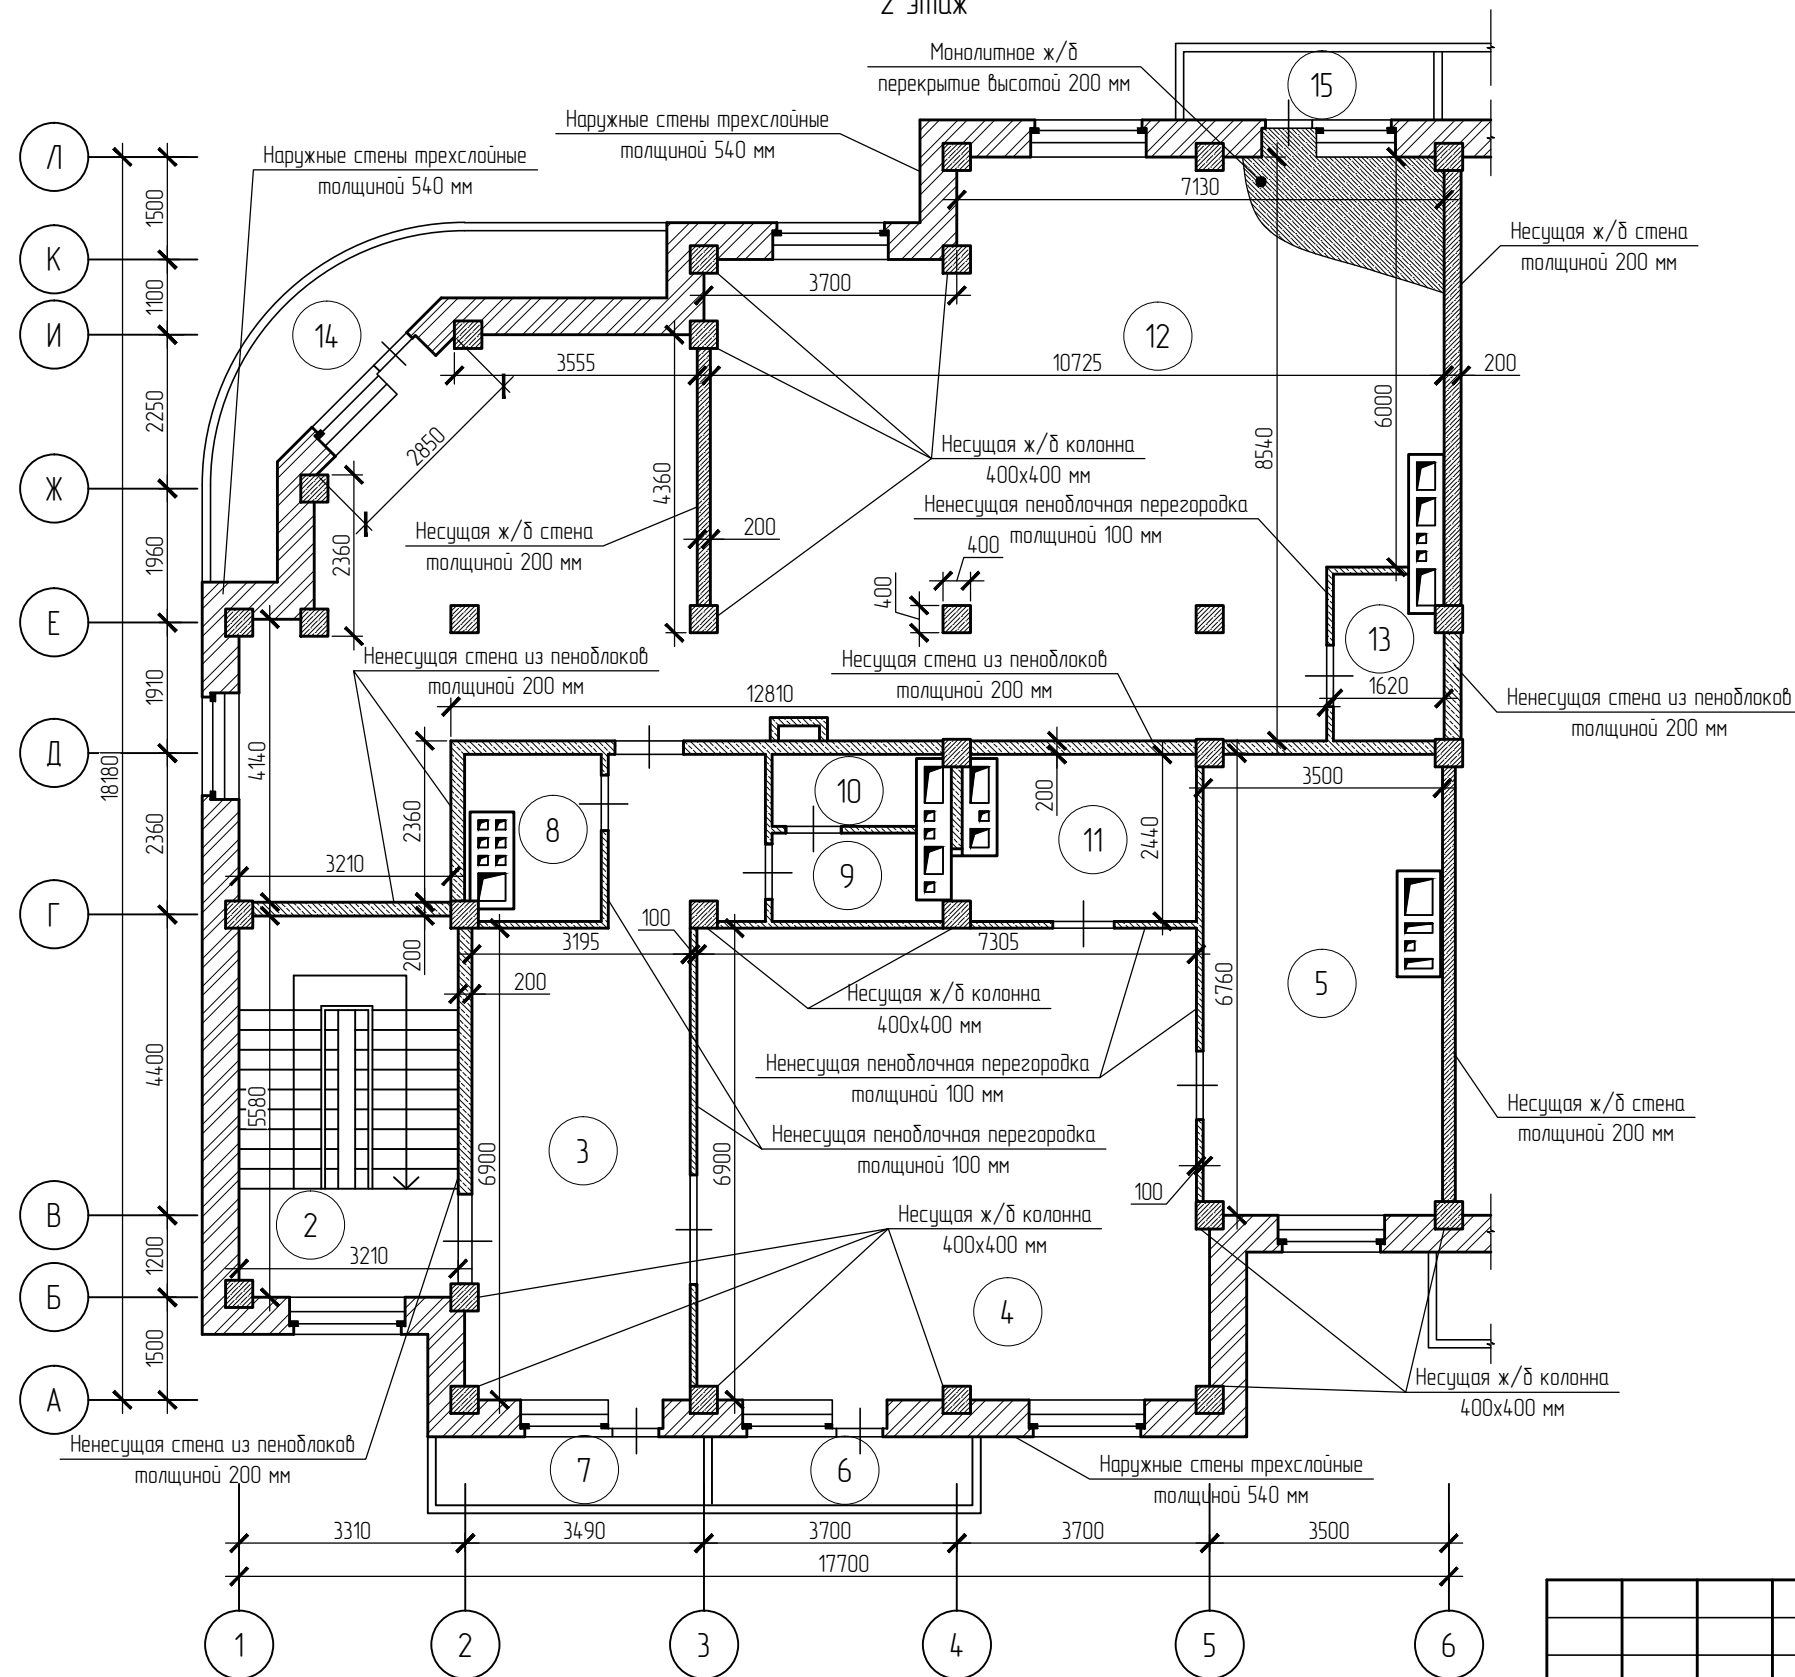 2 этаж
Монолитное ж/б
перекрытие высотой 200 мм
15
Наружные стены трехслойные
толщиной 540 мм
Наружные стены трехслойные
толщиной 540 мм
Л
К
И
Ж
Е
Д
Г
В
Б
А
1500
1100
2250
1960
1910
2360
4400
1200
1500
18180
7130
Несущая ж/б стена
толщиной 200 мм
3700
14
12
3555
10725
200
6000
2850
8540
4360
Несущая ж/б колонна
400х400 мм
Ненесущая пеноблочная перегородка
толщиной 100 мм
Несущая ж/б стена
толщиной 200 мм
200
2360
400
400
13
Ненесущая стена из пеноблоков
толщиной 200 мм
Несущая стена из пеноблоков
толщиной 200 мм
12810
1620
Ненесущая стена из пеноблоков
толщиной 200 мм
4140
3500
2360
8
10
9
200
11
2440
3210
100
3195
7305
200
200
6760
5
Несущая ж/б колонна
400х400 мм
Ненесущая пеноблочная перегородка
толщиной 100 мм
Ненесущая пеноблочная перегородка
толщиной 100 мм
5580
6900
3
6900
100
Несущая ж/б стена
толщиной 200 мм
2
3210
Несущая ж/б колонна
400х400 мм
4
Несущая ж/б колонна
400х400 мм
Ненесущая стена из пеноблоков
толщиной 200 мм
7
6
Наружные стены трехслойные
толщиной 540 мм
3310
3490
3700
3700
3500
17700
1
2
3
4
5
6